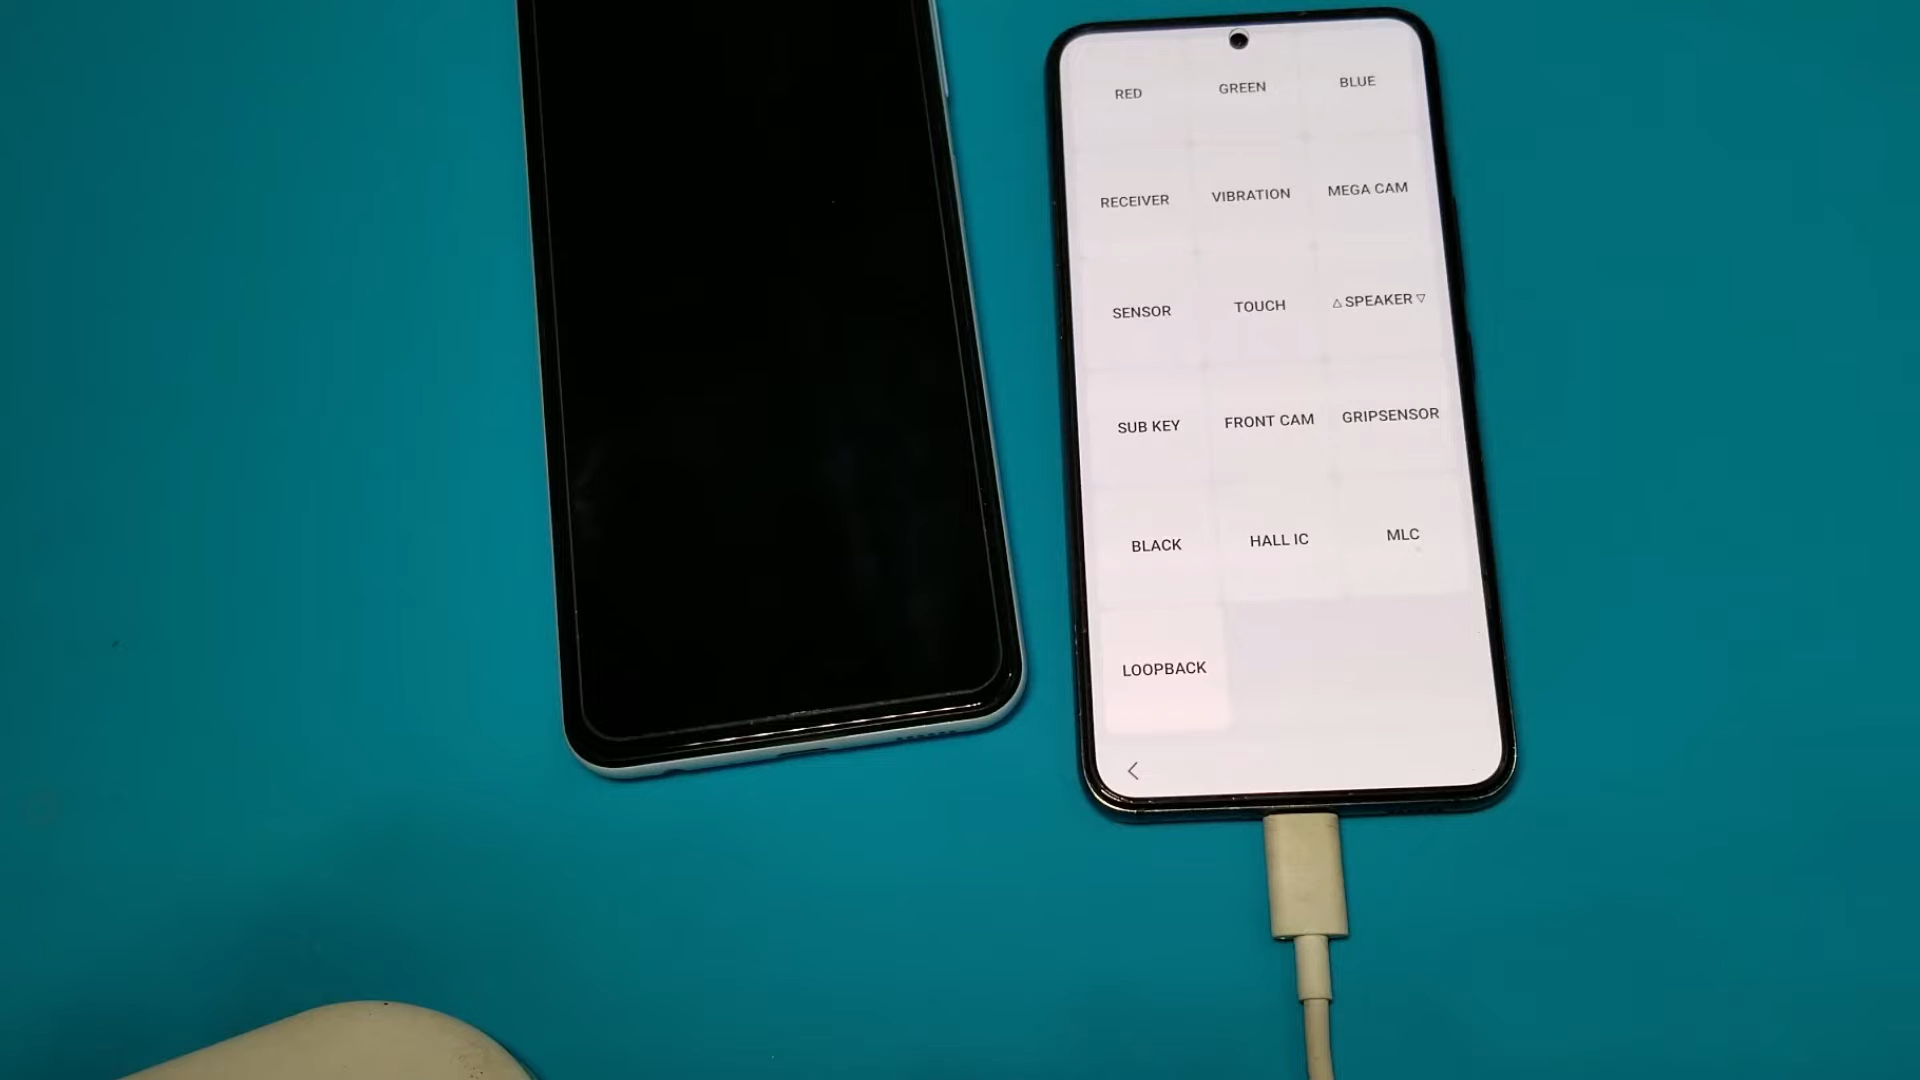 RED GREEN BLUE
RECEIVER VIBRATION MEGA CAM
SENSOR TOUCH △ SPEAKER ▽
SUB KEY FRONT CAM GRIPSENSOR
BLACK HALL IC MLC
LOOPBACK